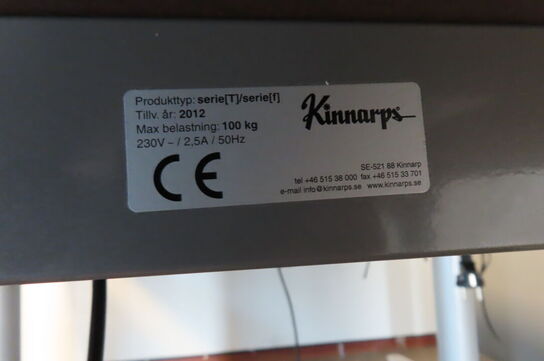 Produkttyp: serie[T]/serie[f]
Tillv. år: 2012
Max belastning: 100 kg
230V ~ / 2,5A / 50Hz
CE
Kinnarps
SE-521 88 Kinnarp
tel +46 515 38 000 fax +46 515 33 701
e-mail info@kinnarps.se www.kinnarps.se